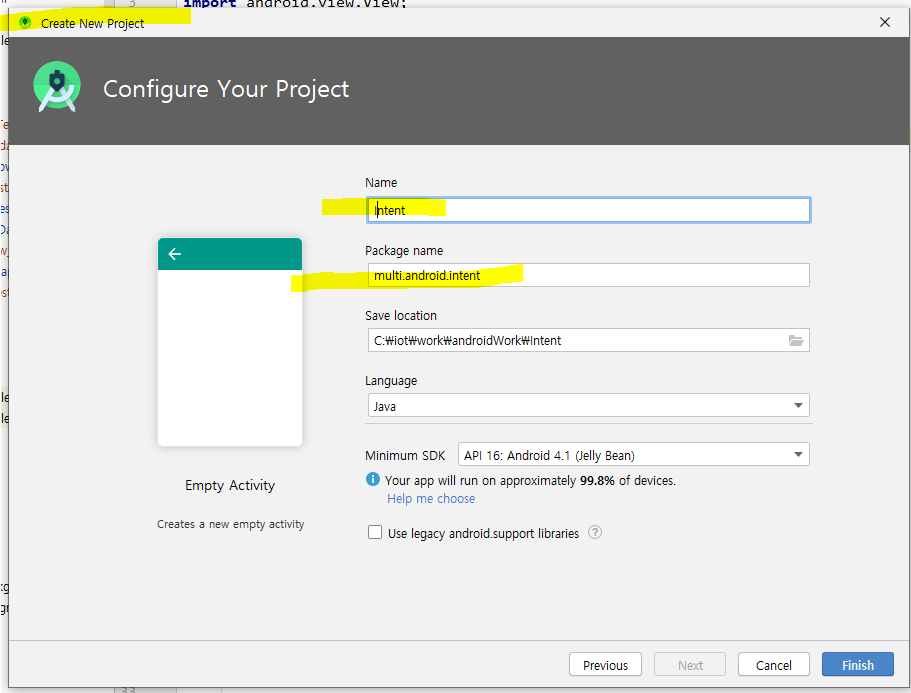 3 import android.view.View;
Create New Project
Configure Your Project
Name
Intent
Package name
multi.android.intent
Save location
C:₩iot₩work₩androidWork₩Intent
Language
Java
Minimum SDK API 16: Android 4.1 (Jelly Bean)
Your app will run on approximately 99.8% of devices.
Help me choose
Use legacy android.support libraries ?
Empty Activity
Creates a new empty activity
Previous Next Cancel Finish
33